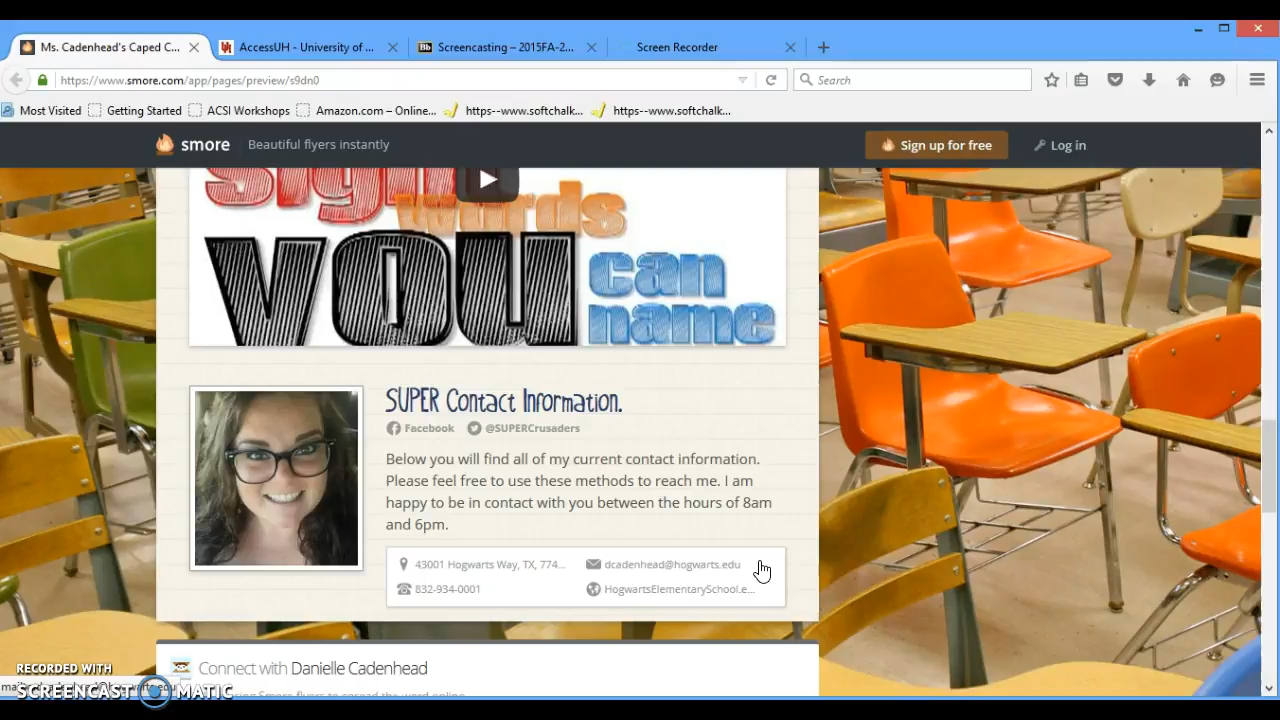 Ms. Cadenhead's Caped C...
AccessUH - University of ...
Bb Screencasting – 2015FA-2...
Screen Recorder
https://www.smore.com/app/pages/preview/s9dn0
Search
Most Visited
Getting Started
ACSI Workshops
Amazon.com – Online...
https--www.softchalk...
https--www.softchalk...
smore
Beautiful flyers instantly
Sign up for free
Log in
sight
words
you
can
name
SUPER Contact Information.
Facebook
@SUPERCrusaders
Below you will find all of my current contact information.
Please feel free to use these methods to reach me. I am
happy to be in contact with you between the hours of 8am
and 6pm.
43001 Hogwarts Way, TX, 774...
dcadenhead@hogwarts.edu
832-934-0001
HogwartsElementarySchool.e...
Connect with Danielle Cadenhead
RECORDED WITH
SCREENCAST MATIC